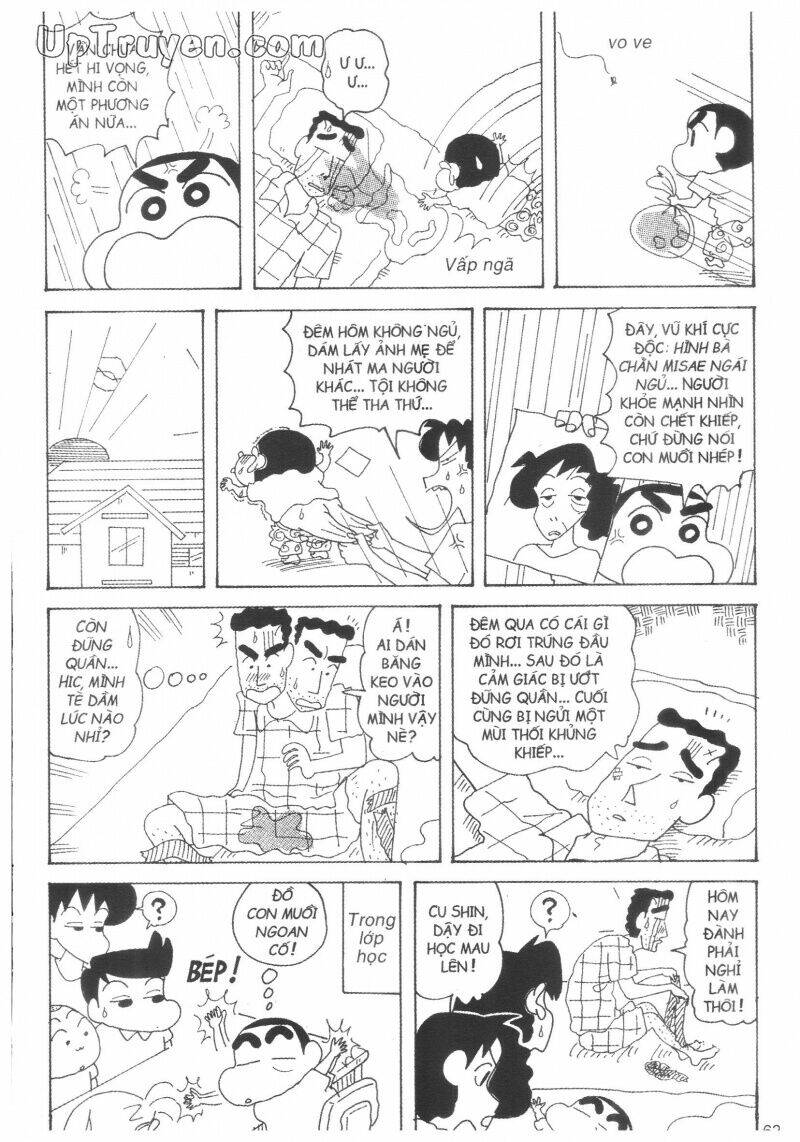 UpTruyen.com
vo ve
Ư Ư...
Ư...
Vấp ngã
VẪN CHƯA
HẾT HI VỌNG,
MÌNH CÒN
MỘT PHƯƠNG
ÁN NỮA...
ĐÂY, VŨ KHÍ CỰC
ĐỘC: HÌNH BÀ
CHẰN MISAE NGÁI
NGỦ... NGƯỜI
KHỎE MẠNH NHÌN
CÒN CHẾT KHIẾP,
CHỨ ĐỪNG NÓI
CON MUỖI NHÉP!
ĐÊM HÔM KHÔNG NGỦ,
DÁM LẤY ẢNH MẸ ĐỂ
NHÁT MA NGƯỜI
KHÁC... TỘI KHÔNG
THỂ THA THỨ...
ĐÊM QUA CÓ CÁI GÌ
ĐÓ RƠI TRÚNG ĐẦU
MÌNH... SAU ĐÓ LÀ
CẢM GIÁC BỊ ƯỚT
ĐŨNG QUẦN... CUỐI
CÙNG BỊ NGỬI MỘT
MÙI THỐI KHỦNG
KHIẾP...
Á!
AI DÁN
BĂNG
KEO VÀO
NGƯỜI
MÌNH VẬY
NÈ?
CÒN
ĐŨNG
QUẦN...
HIC, MÌNH
TÈ DẦM
LÚC NÀO
NHỈ?
HÔM
NAY
ĐÀNH
PHẢI
NGHỈ
LÀM
THÔI!
?
CU SHIN,
DẬY ĐI
HỌC MAU
LÊN!
Trong
lớp
học
ĐỒ
CON MUỖI
NGOAN
CỐ!
BÉP!
?